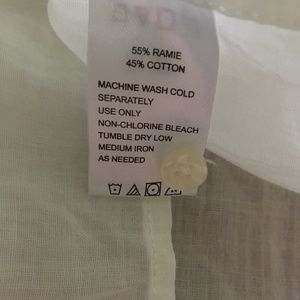 55% RAMIE
45% COTTON
MACHINE WASH COLD
SEPARATELY
USE ONLY
NON-CHLORINE BLEACH
TUMBLE DRY LOW
MEDIUM IRON
AS NEEDED